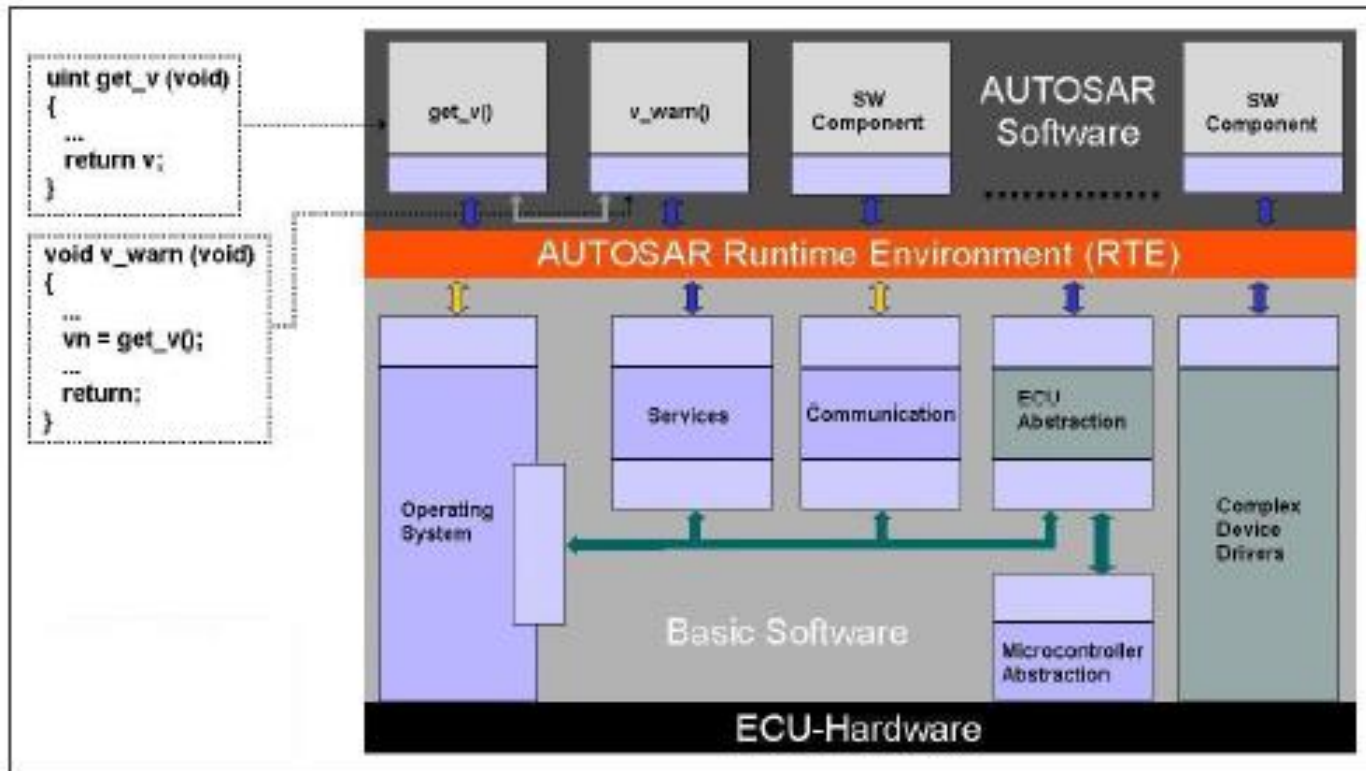 uint get_v (void)
{
...
return v;
}
void v_warn (void)
{
...
vn = get_v();
...
return;
}
get_v()
v_warn()
SW
Component
AUTOSAR
Software
SW
Component
AUTOSAR Runtime Environment (RTE)
Operating
System
Services
Communication
ECU
Abstraction
Complex
Device
Drivers
Basic Software
Microcontroller
Abstraction
ECU-Hardware